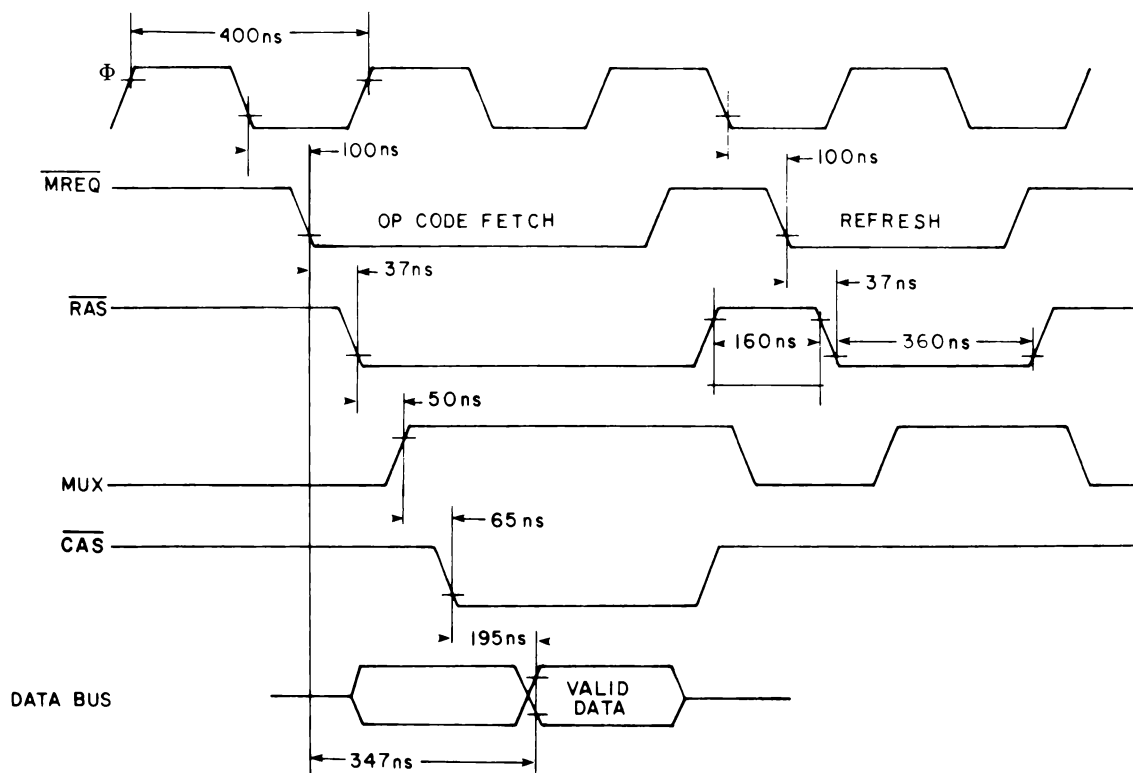 400ns
Φ
100ns 100ns
MREQ
OP CODE FETCH REFRESH
37ns 37ns
RAS
160ns 360ns
50ns
MUX
65ns
CAS
195ns
DATA BUS VALID DATA
347ns